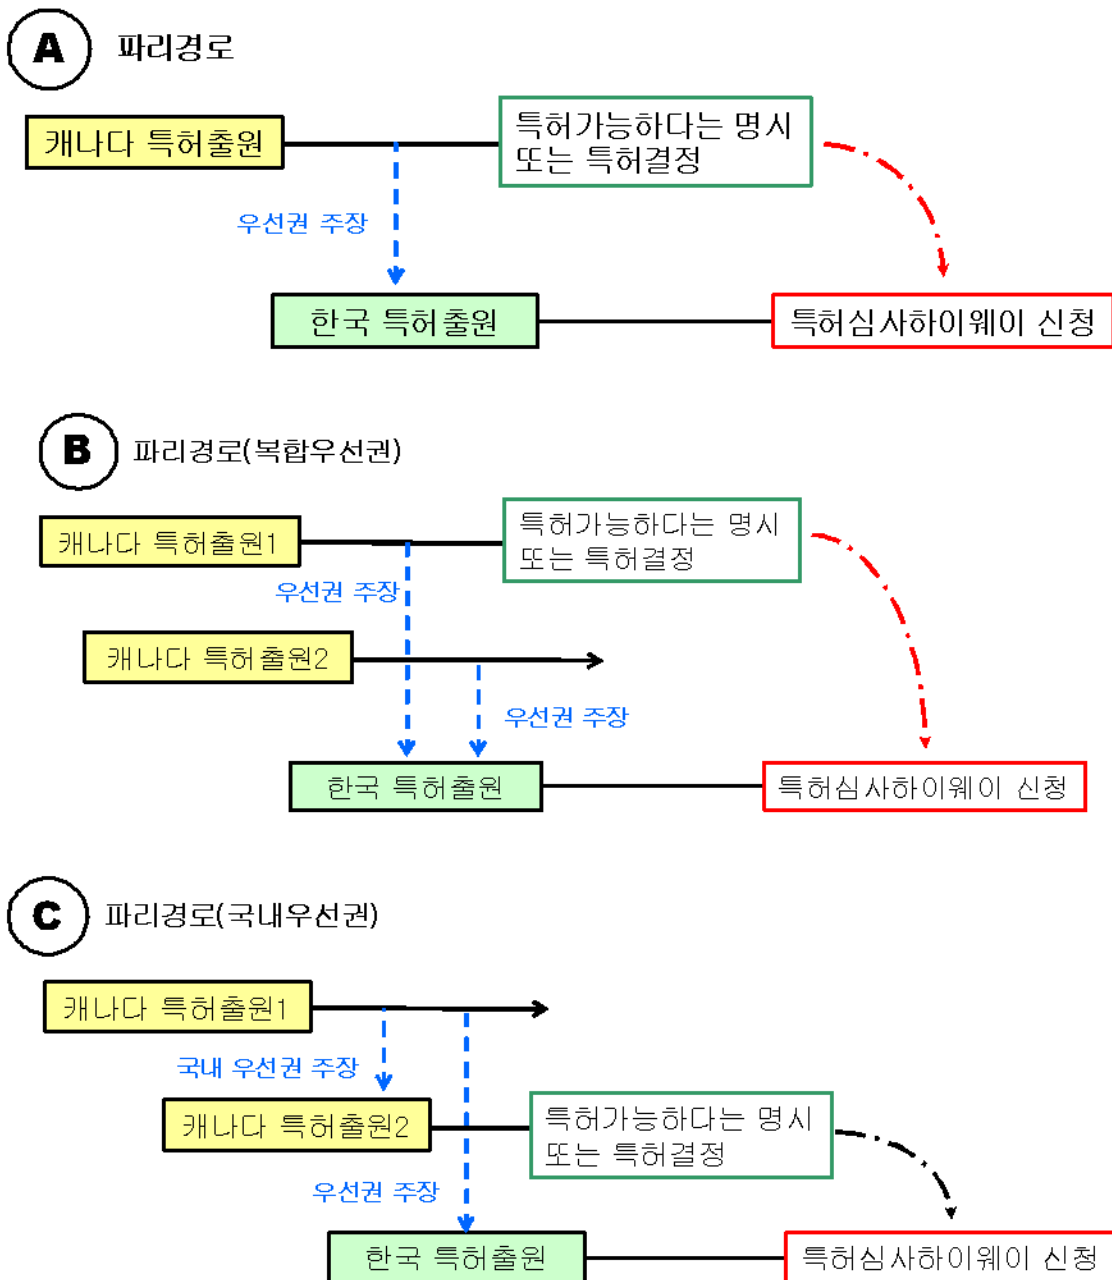 A 파리경로
캐나다 특허출원
특허가능하다는 명시
또는 특허결정
우선권 주장
한국 특허출원
특허심사하이웨이 신청
B 파리경로(복합우선권)
캐나다 특허출원1
특허가능하다는 명시
또는 특허결정
우선권 주장
캐나다 특허출원2
우선권 주장
한국 특허출원
특허심사하이웨이 신청
C 파리경로(국내우선권)
캐나다 특허출원1
국내 우선권 주장
캐나다 특허출원2
특허가능하다는 명시
또는 특허결정
우선권 주장
한국 특허출원
특허심사하이웨이 신청